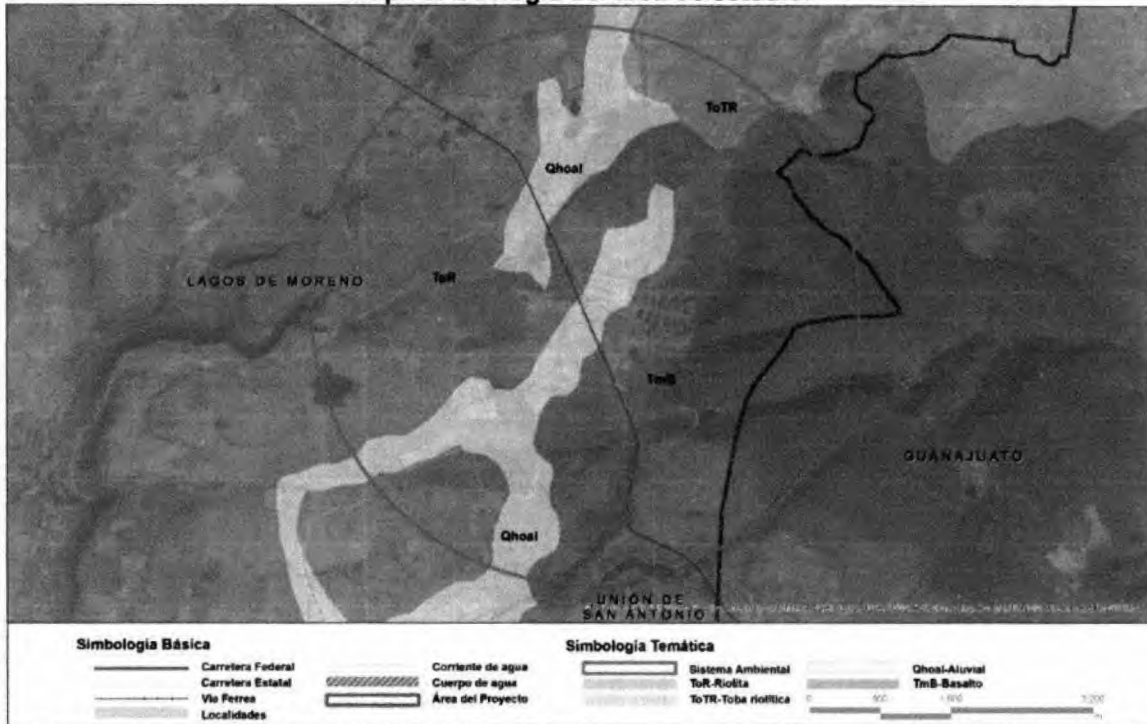 ToTR
Qhoal
LAGOS DE MORENO
ToR
TmB
GUANAJUATO
Qhoal
UNIÓN DE
SAN ANTONIO
Simbología Básica
Carretera Federal
Carretera Estatal
Vía Ferrea
Localidades
Corriente de agua
Cuerpo de agua
Área del Proyecto
Simbología Temática
Sistema Ambiental
ToR-Riolita
ToTR-Toba riolítica
Qhoal-Aluvial
TmB-Basalto
0